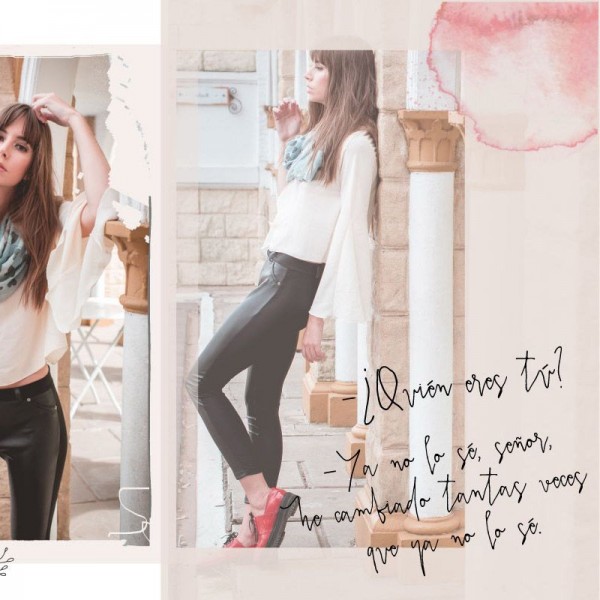 -¿Quién eres tú?
-Ya no lo sé, señor,
he cambiado tantas veces
que ya no lo sé.